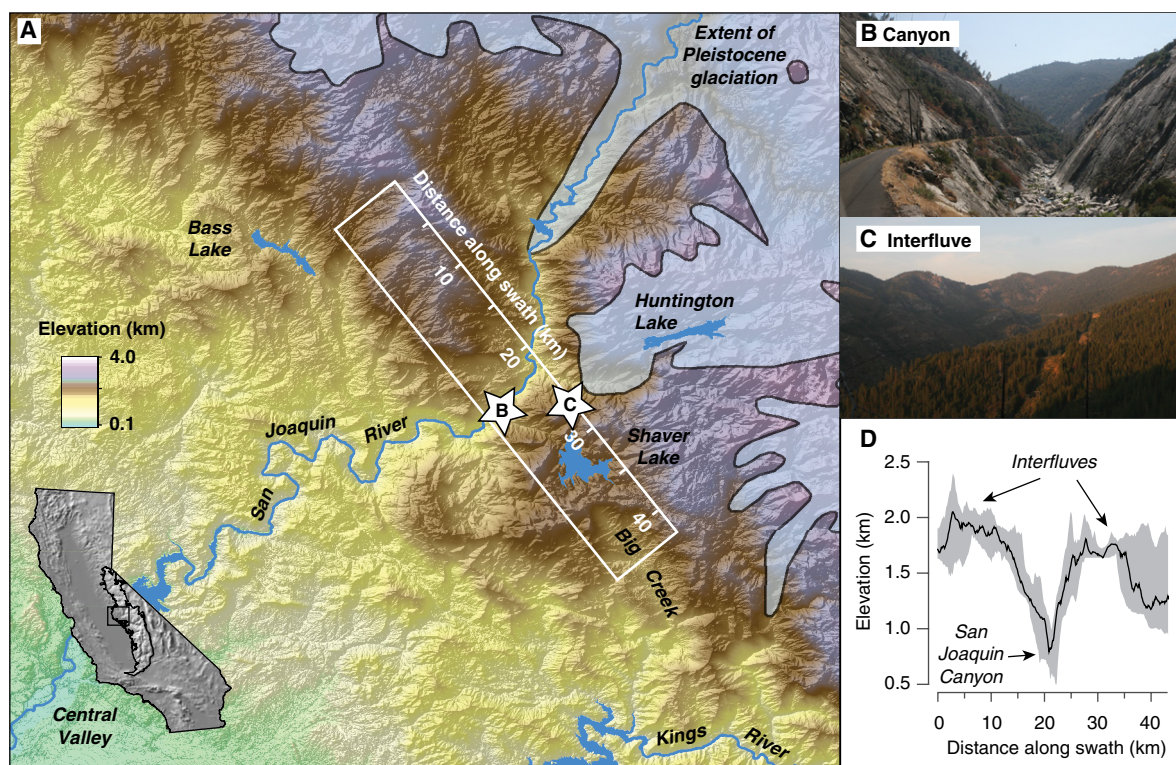 A
Extent of
Pleistocene
glaciation
Distance along swath (km)
10
20
30
40
Bass
Lake
Huntington
Lake
Elevation (km)
4.0
0.1
B
C
Joaquin
River
San
Shaver
Lake
Big
Creek
Central
Valley
Kings
River
B Canyon
C Interfluve
D
2.5
2.0
1.5
1.0
0.5
Elevation (km)
Interfluves
San
Joaquin
Canyon
0
10
20
30
40
Distance along swath (km)